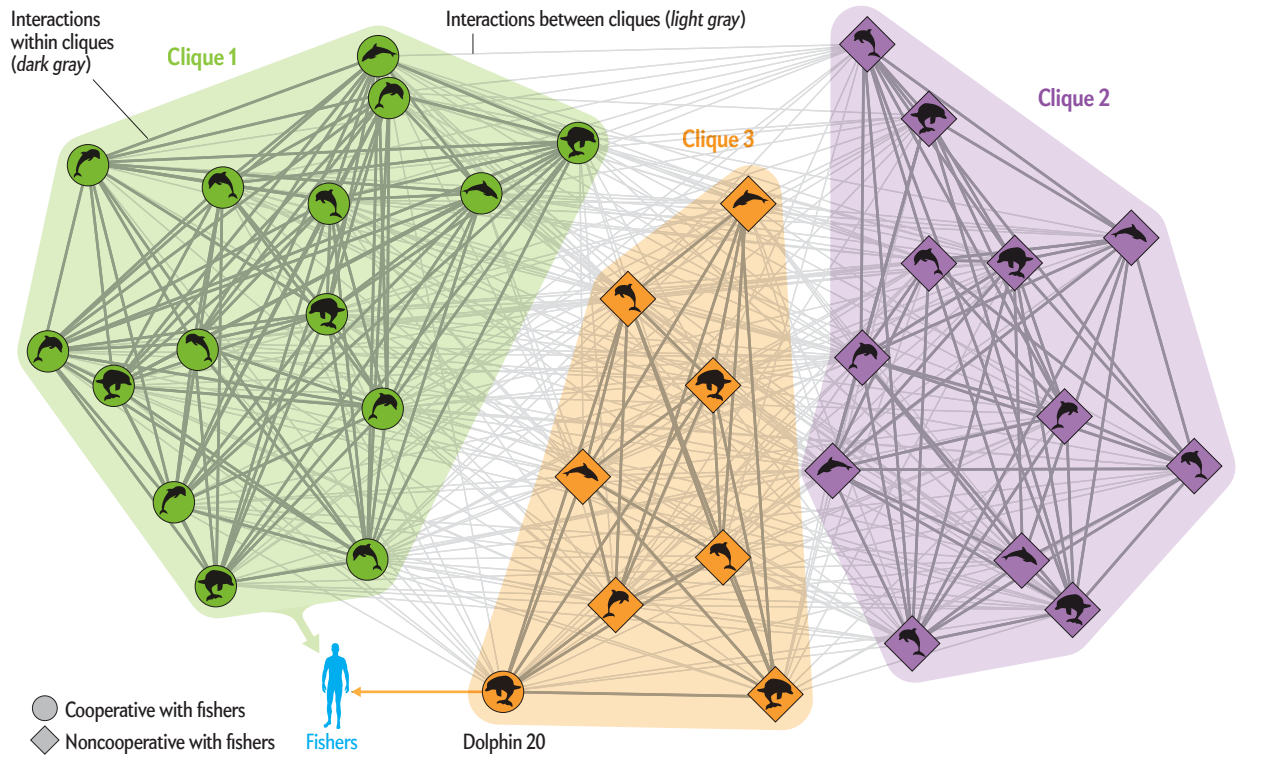 Interactions
within cliques
(dark gray)
Interactions between cliques (light gray)
Clique 1
Clique 2
Clique 3
Cooperative with fishers
Noncooperative with fishers
Fishers
Dolphin 20